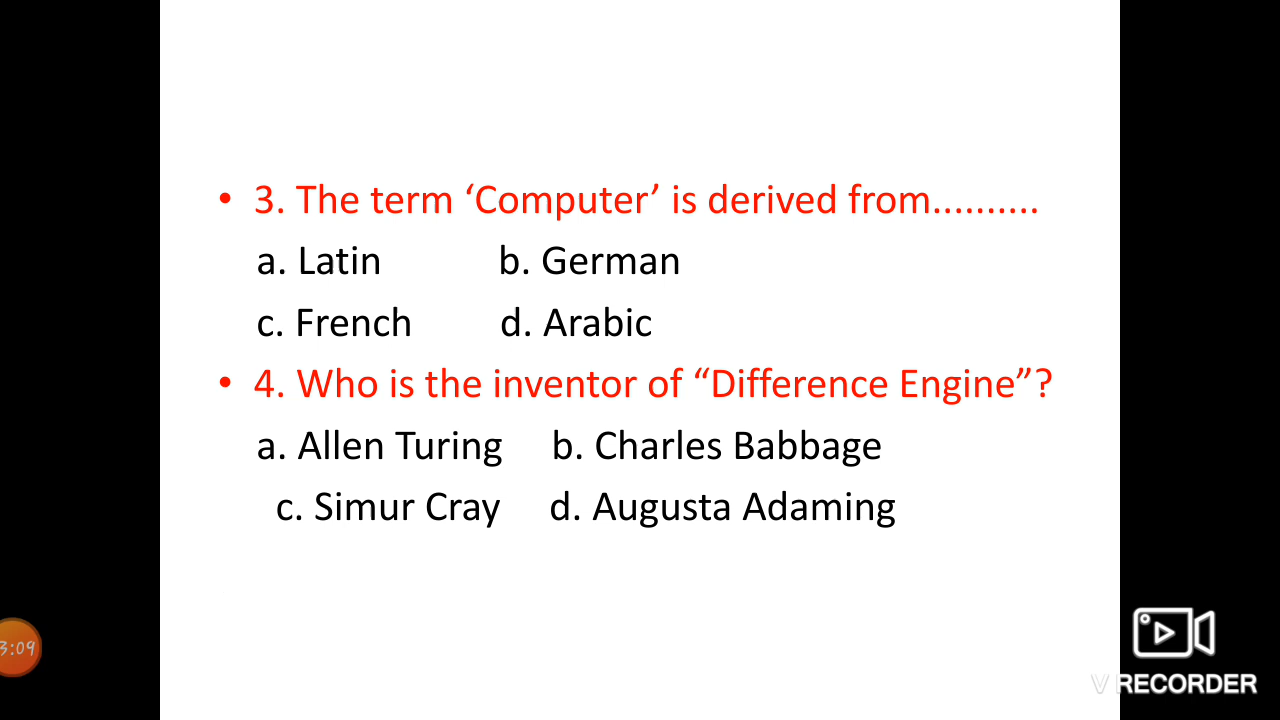 • 3. The term ‘Computer’ is derived from..........
a. Latin b. German
c. French d. Arabic
• 4. Who is the inventor of “Difference Engine”?
a. Allen Turing b. Charles Babbage
c. Simur Cray d. Augusta Adaming
3:09
V RECORDER